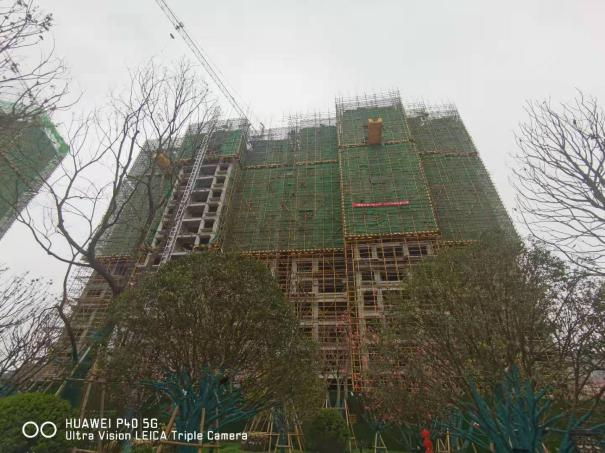 HUAWEI P40 5G
Ultra Vision LEICA Triple Camera